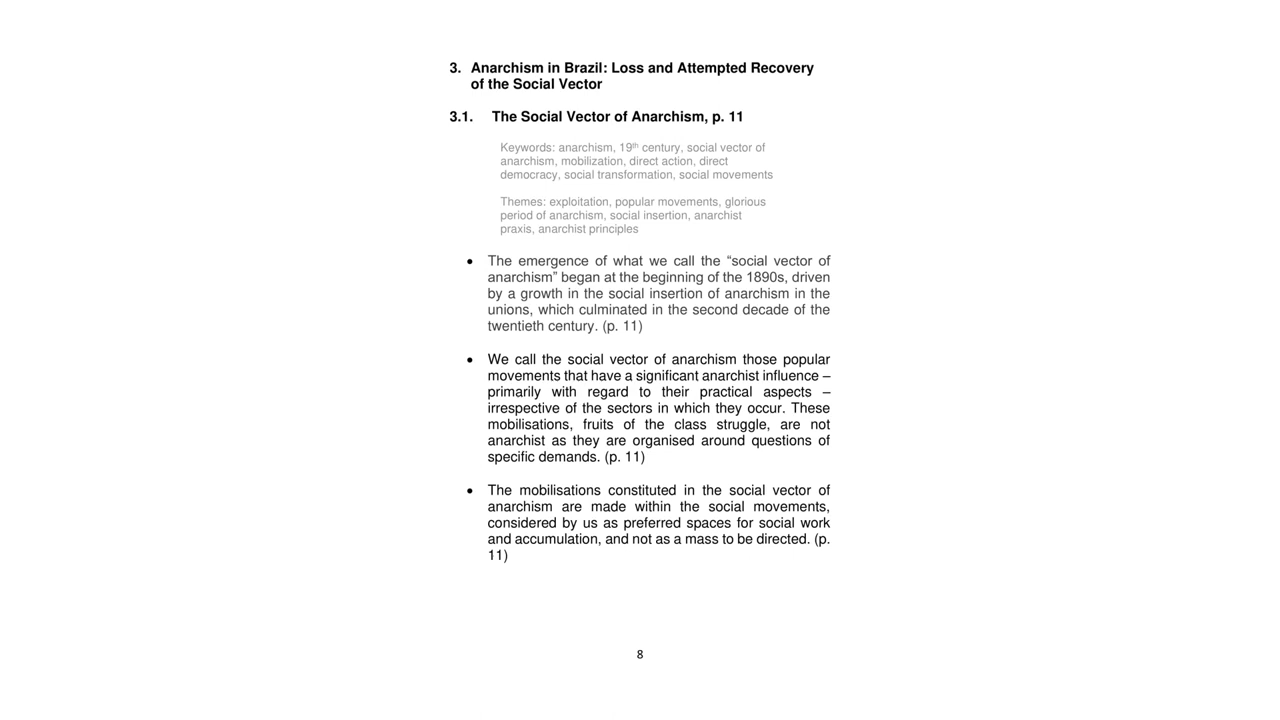 3. Anarchism in Brazil: Loss and Attempted Recovery
of the Social Vector
3.1. The Social Vector of Anarchism, p. 11
Keywords: anarchism, 19th century, social vector of
anarchism, mobilization, direct action, direct
democracy, social transformation, social movements
Themes: exploitation, popular movements, glorious
period of anarchism, social insertion, anarchist
praxis, anarchist principles
• The emergence of what we call the “social vector of
anarchism” began at the beginning of the 1890s, driven
by a growth in the social insertion of anarchism in the
unions, which culminated in the second decade of the
twentieth century. (p. 11)
• We call the social vector of anarchism those popular
movements that have a significant anarchist influence –
primarily with regard to their practical aspects –
irrespective of the sectors in which they occur. These
mobilisations, fruits of the class struggle, are not
anarchist as they are organised around questions of
specific demands. (p. 11)
• The mobilisations constituted in the social vector of
anarchism are made within the social movements,
considered by us as preferred spaces for social work
and accumulation, and not as a mass to be directed. (p.
11)
8